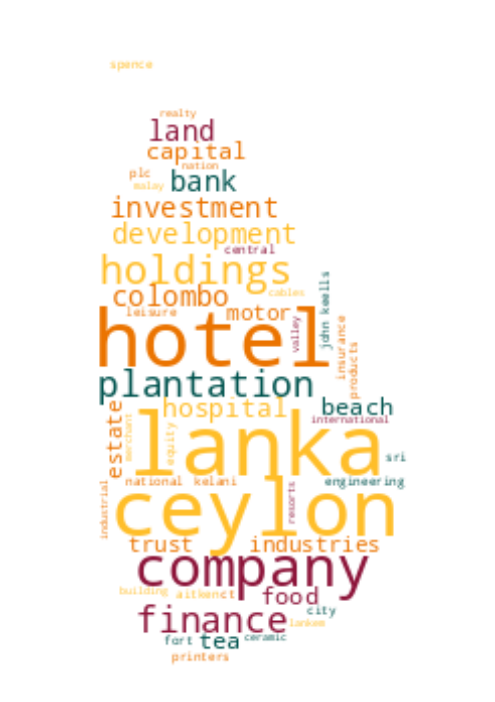 spence
realty
land
capital
nation
plc
malay
bank
investment
development
central
holdings
cables
colombo
john keells
leisure
motor
hotel
valley
insurance
products
plantation
hospital
beach
estate
merchant
equity
international
lanka
sri
national
kelani
engineering
industrial
resorts
ceylon
trust
industries
company
building
aitken
ct
food
city
finance
lankem
fort
tea
ceramic
printers